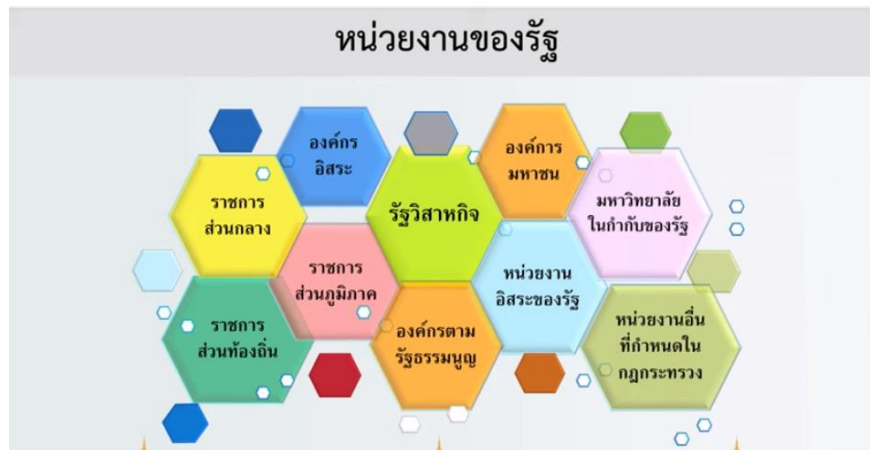 หน่วยงานของรัฐ
องค์กร
อิสระ
องค์การ
มหาชน
ราชการ
ส่วนกลาง
รัฐวิสาหกิจ
มหาวิทยาลัย
ในกำกับของรัฐ
ราชการ
ส่วนภูมิภาค
หน่วยงาน
อิสระของรัฐ
ราชการ
ส่วนท้องถิ่น
องค์กรตาม
รัฐธรรมนูญ
หน่วยงานอื่น
ที่กำหนดใน
กฎกระทรวง